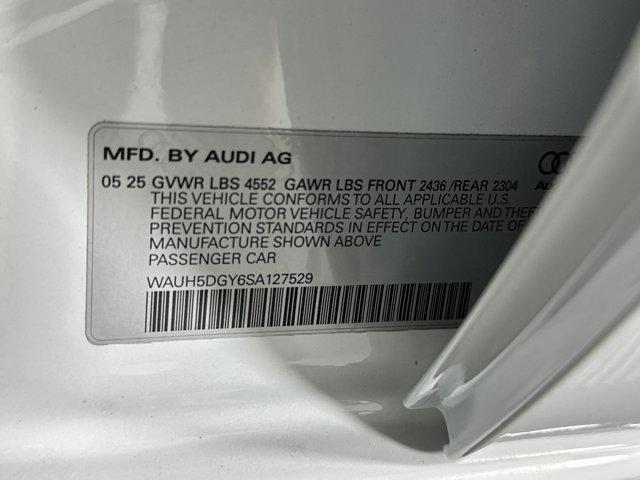 MFD. BY AUDI AG
05 25 GVWR LBS 4552 GAWR LBS FRONT 2436 /REAR 2304
THIS VEHICLE CONFORMS TO ALL APPLICABLE U.S.
FEDERAL MOTOR VEHICLE SAFETY, BUMPER AND THEFT
PREVENTION STANDARDS IN EFFECT ON THE DATE OF
MANUFACTURE SHOWN ABOVE
PASSENGER CAR
WAUH5DGY6SA127529